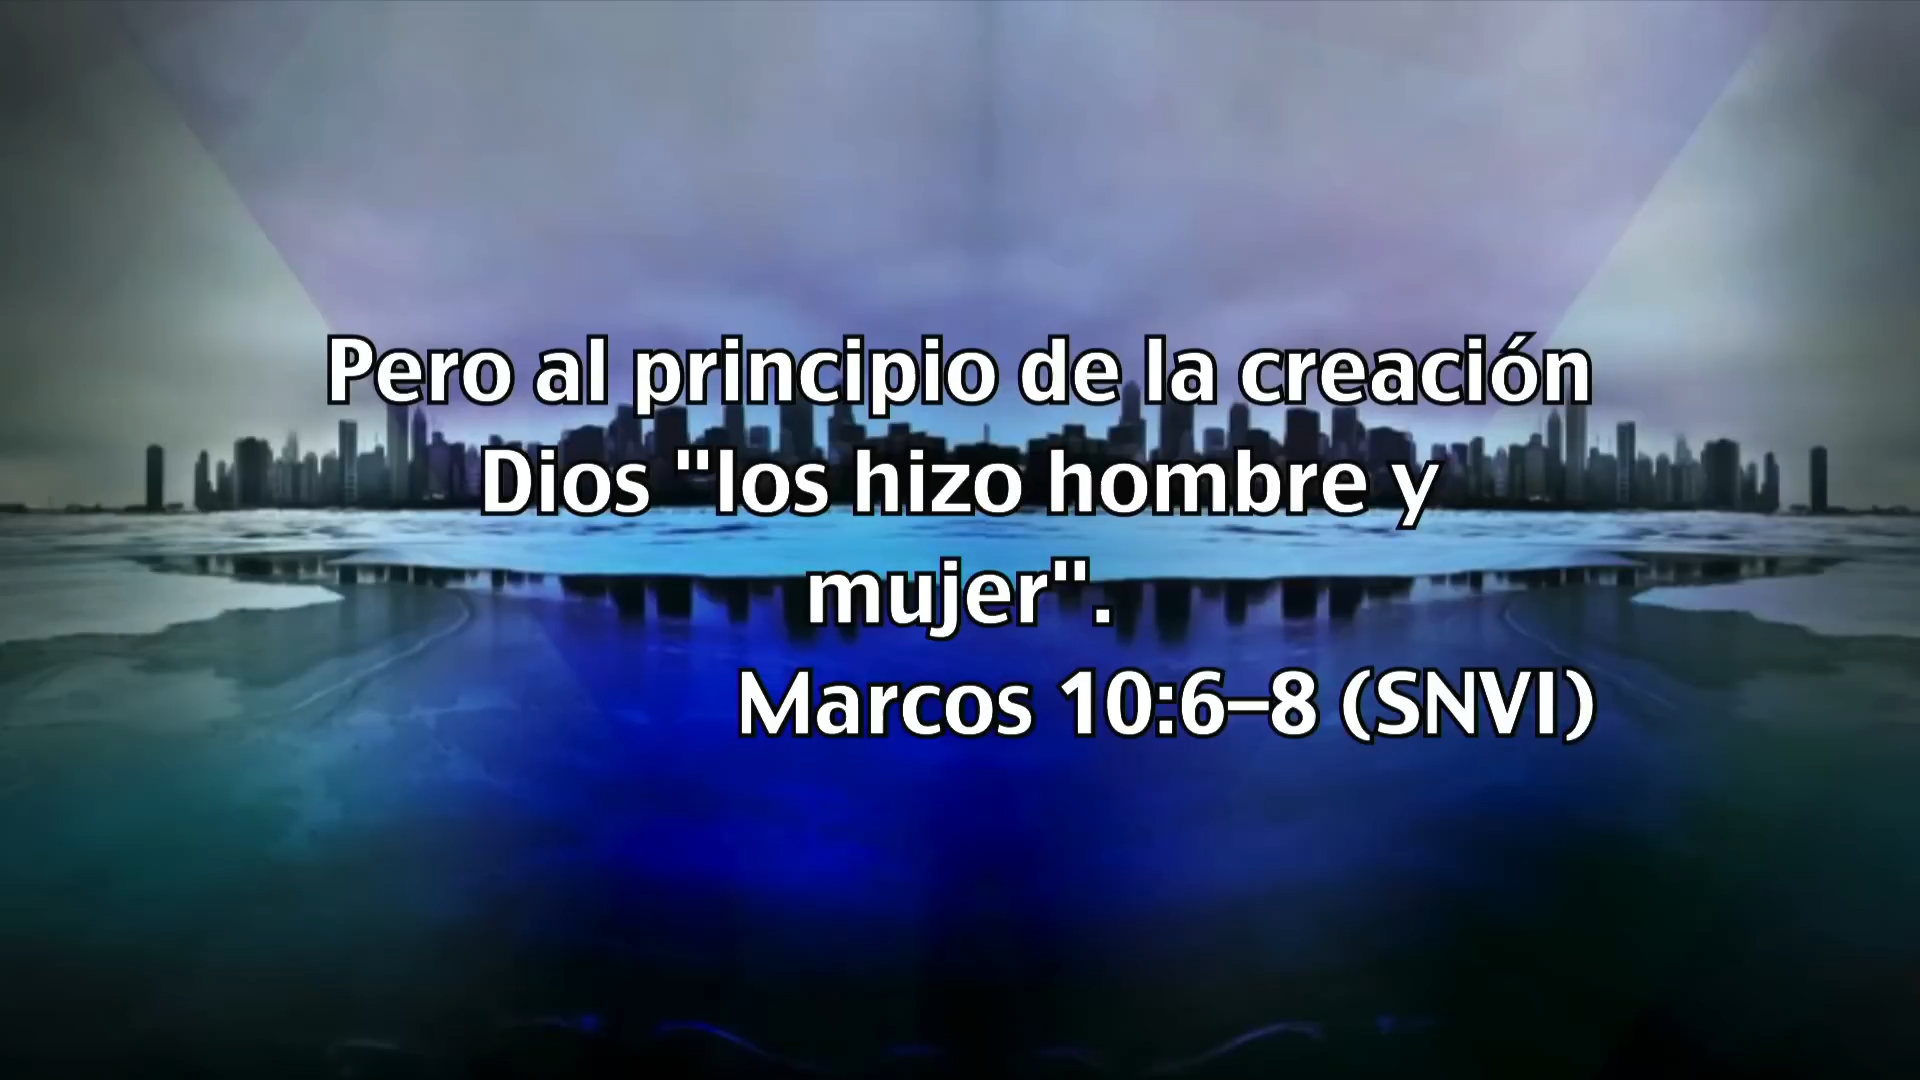 Pero al principio de la creación
Dios "los hizo hombre y
mujer".
Marcos 10:6–8 (SNVI)